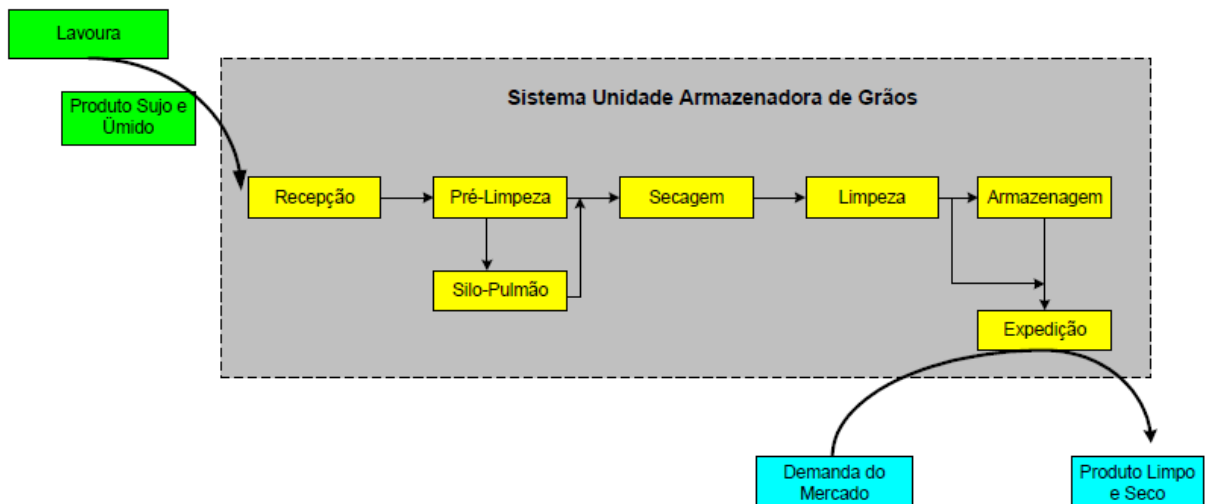 Lavoura
Produto Sujo e
Ümido
Sistema Unidade Armazenadora de Grãos
Recepção
Pré-Limpeza
Secagem
Limpeza
Armazenagem
Silo-Pulmão
Expedição
Demanda do
Mercado
Produto Limpo
e Seco